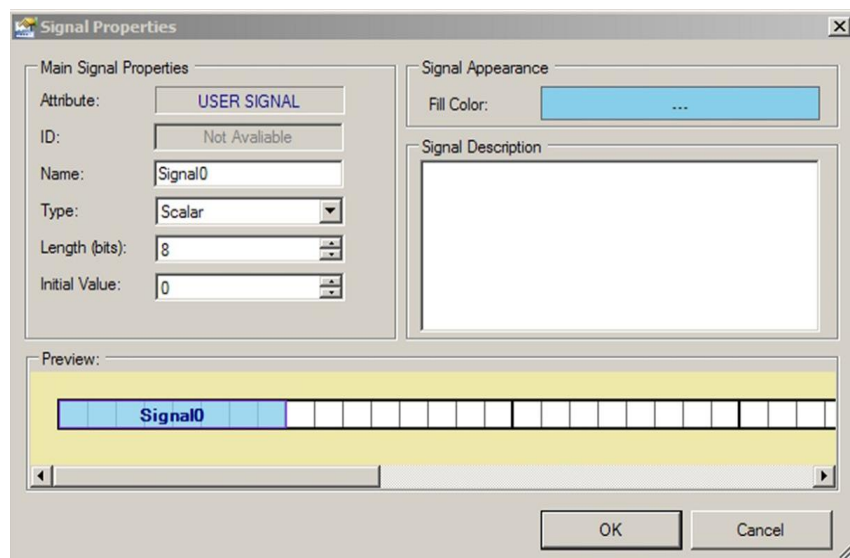 Signal Properties
Main Signal Properties
Attribute: USER SIGNAL
ID: Not Avaliable
Name: Signal0
Type: Scalar
Length (bits): 8
Initial Value: 0
Signal Appearance
Fill Color: ...
Signal Description
Preview:
Signal0
OK Cancel